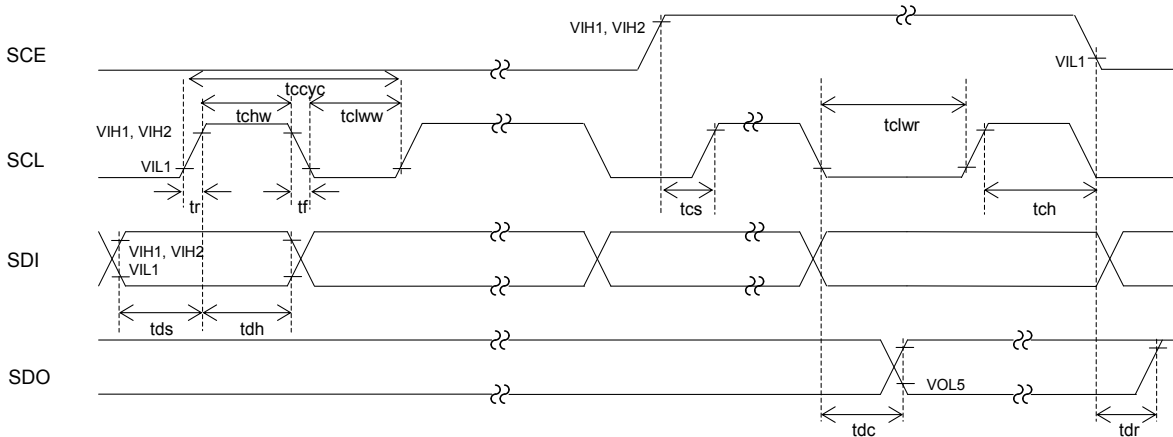 VIH1, VIH2
SCE
VIL1
tccyc
tchw
tclww
tclwr
VIH1, VIH2
SCL
VIL1
tr
tf
tcs
tch
SDI
VIH1, VIH2
VIL1
tds
tdh
SDO
VOL5
tdc
tdr